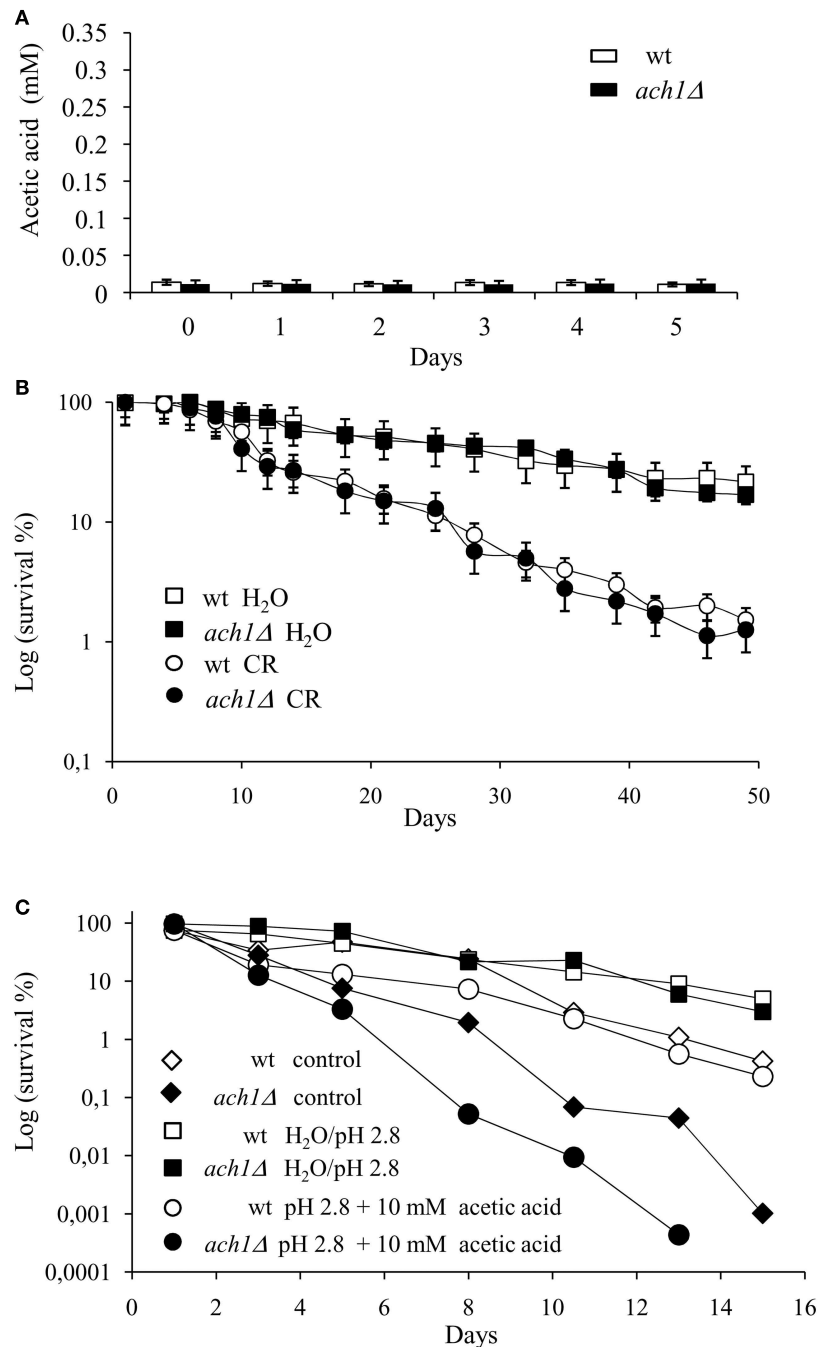 A
Acetic acid (mM)
0.35
0.3
0.25
0.2
0.15
0.1
0.05
0
wt
ach1Δ
0 1 2 3 4 5
Days
B
Log (survival %)
100
10
1
0,1
wt H₂O
ach1Δ H₂O
wt CR
ach1Δ CR
0 10 20 30 40 50
Days
C
Log (survival %)
100
10
1
0,1
0,01
0,001
0,0001
wt control
ach1Δ control
wt H₂O/pH 2.8
ach1Δ H₂O/pH 2.8
wt pH 2.8 + 10 mM acetic acid
ach1Δ pH 2.8 + 10 mM acetic acid
0 2 4 6 8 10 12 14 16
Days